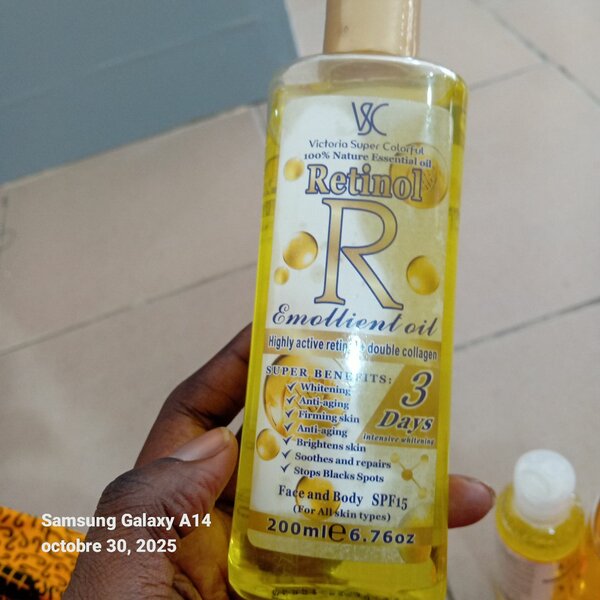 VSC
Victoria Super Colorful
100% Nature Essential oil
Retinol
R
Emollient oil
Highly active retinol double collagen
SUPER BENEFITS:
✓ Whitening
✓ Anti-aging
✓ Firming skin
✓ Anti-aging
✓ Brightens skin
✓ Soothes and repairs
✓ Stops Blacks Spots
3
Days
intensive whitening
Face and Body SPF15
(For All skin types)
200ml e 6.76oz
Samsung Galaxy A14
octobre 30, 2025